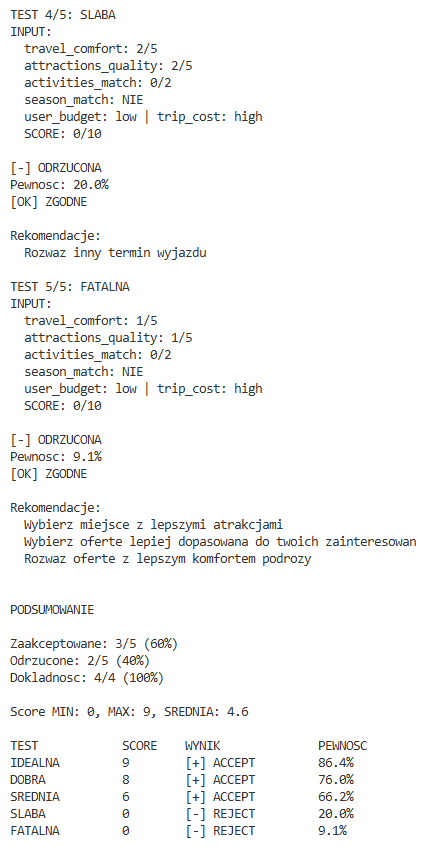 TEST 4/5: SLABA
INPUT:
travel_comfort: 2/5
attractions_quality: 2/5
activities_match: 0/2
season_match: NIE
user_budget: low | trip_cost: high
SCORE: 0/10
[-] ODRZUCONA
Pewnosc: 20.0%
[OK] ZGODNE
Rekomendacje:
Rozwaz inny termin wyjazdu
TEST 5/5: FATALNA
INPUT:
travel_comfort: 1/5
attractions_quality: 1/5
activities_match: 0/2
season_match: NIE
user_budget: low | trip_cost: high
SCORE: 0/10
[-] ODRZUCONA
Pewnosc: 9.1%
[OK] ZGODNE
Rekomendacje:
Wybierz miejsce z lepszymi atrakcjami
Wybierz oferte lepiej dopasowana do twoich zainteresowan
Rozwaz oferte z lepszym komfortem podrozy
PODSUMOWANIE
Zaakceptowane: 3/5 (60%)
Odrzucone: 2/5 (40%)
Dokladnosc: 4/4 (100%)
Score MIN: 0, MAX: 9, SREDNIA: 4.6
TEST SCORE WYNIK PEWNOSC
IDEALNA 9 [+] ACCEPT 86.4%
DOBRA 8 [+] ACCEPT 76.0%
SREDNIA 6 [+] ACCEPT 66.2%
SLABA 0 [-] REJECT 20.0%
FATALNA 0 [-] REJECT 9.1%